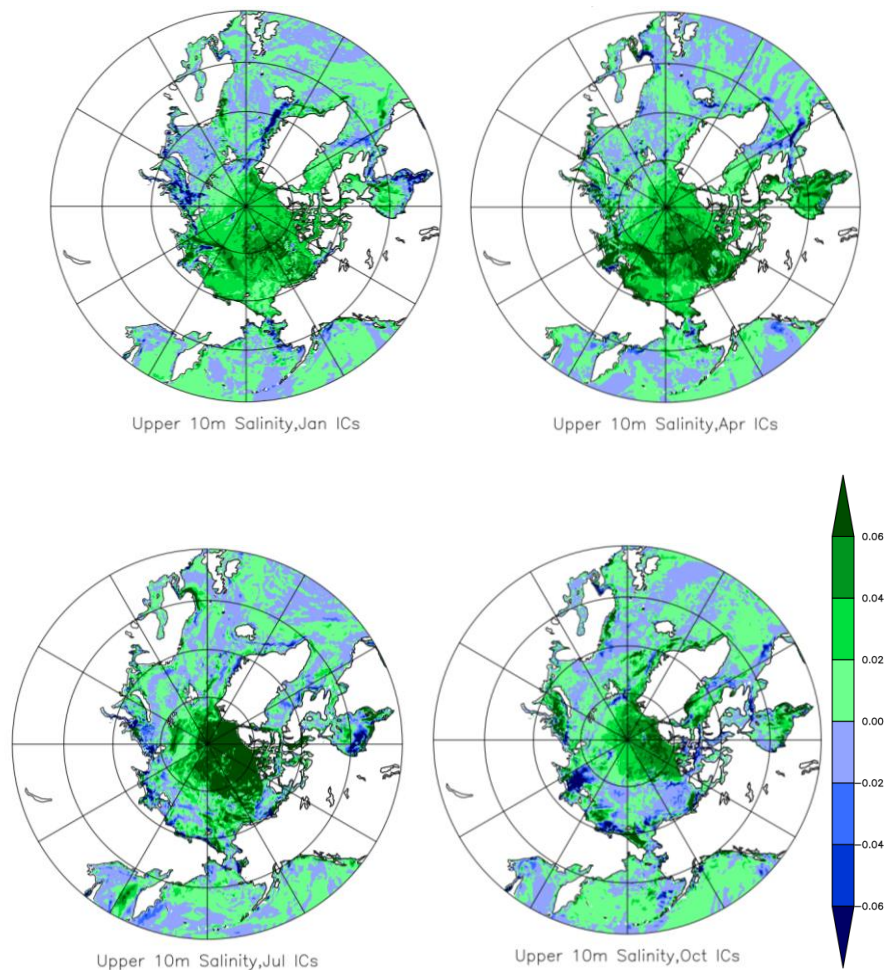 Upper 10m Salinity,Jan ICs
Upper 10m Salinity,Apr ICs
0.06
0.04
0.02
0.00
−0.02
−0.04
−0.06
Upper 10m Salinity,Jul ICs
Upper 10m Salinity,Oct ICs